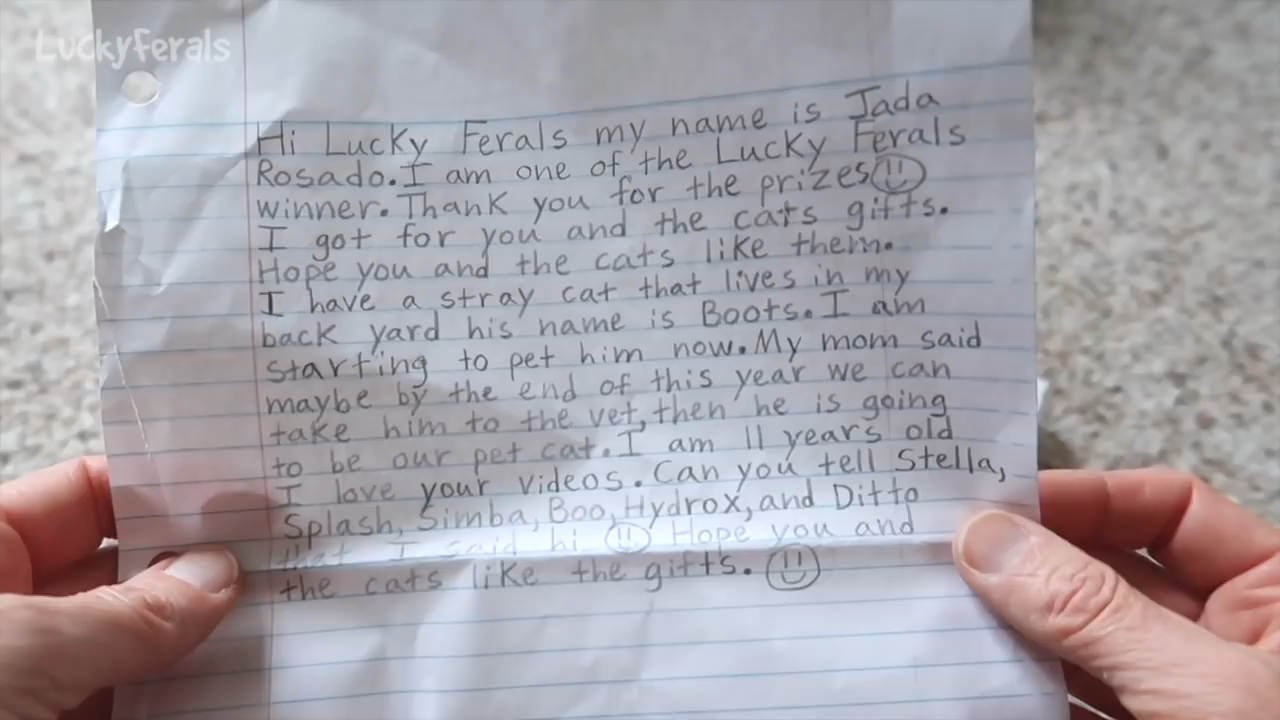 LuckyFerals
Hi Lucky Ferals my name is Jada
Rosado. I am one of the Lucky Ferals
winner. Thank you for the prizes
I got for you and the cats gifts.
Hope you and the cats like them.
I have a stray cat that lives in my
back yard his name is Boots. I am
starting to pet him now. My mom said
maybe by the end of this year we can
take him to the vet, then he is going
to be our pet cat. I am 11 years old
I love your videos. Can you tell Stella,
Splash, Simba, Boo, Hydrox, and Ditto
that I said hi Hope you and
the cats like the gifts.